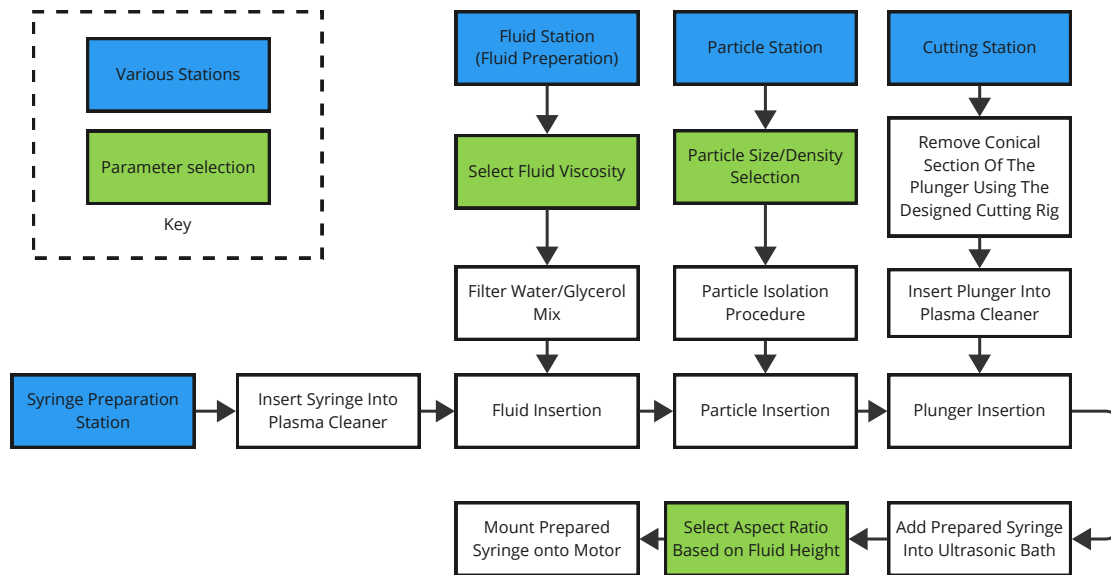 Various Stations
Parameter selection
Key
Fluid Station
(Fluid Preperation)
Select Fluid Viscosity
Filter Water/Glycerol
Mix
Particle Station
Particle Size/Density
Selection
Particle Isolation
Procedure
Cutting Station
Remove Conical
Section Of The
Plunger Using The
Designed Cutting Rig
Insert Plunger Into
Plasma Cleaner
Syringe Preparation
Station
Insert Syringe Into
Plasma Cleaner
Fluid Insertion
Particle Insertion
Plunger Insertion
Add Prepared Syringe
Into Ultrasonic Bath
Select Aspect Ratio
Based on Fluid Height
Mount Prepared
Syringe onto Motor